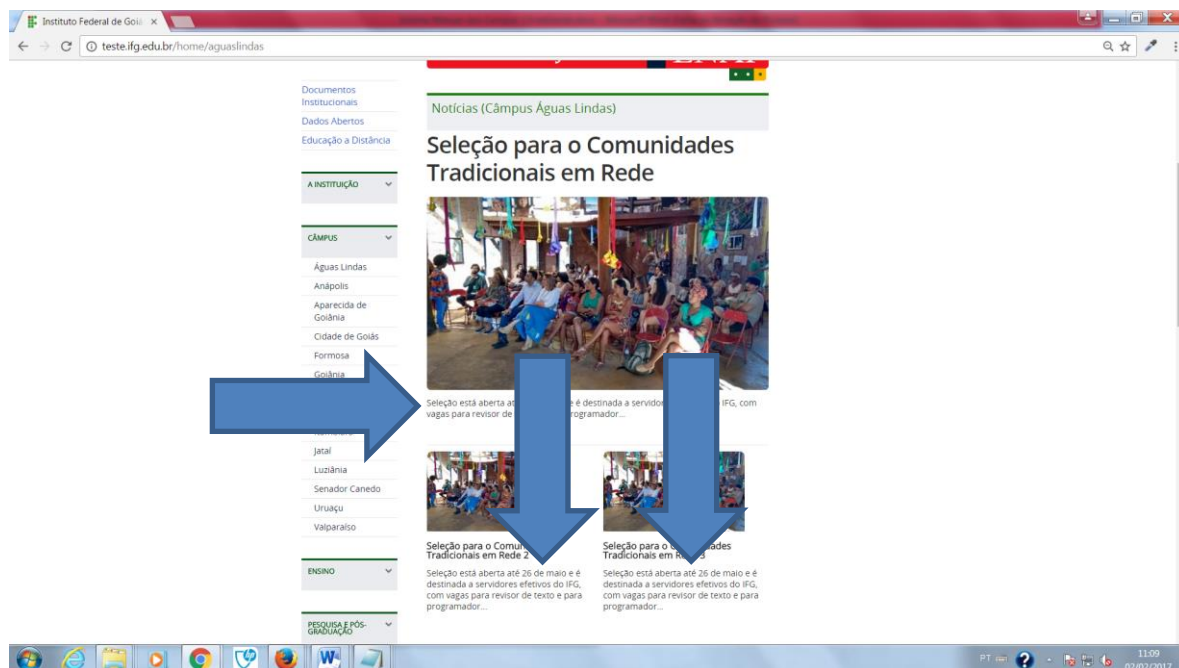 Instituto Federal de Goiá
teste.ifg.edu.br/home/aguaslindas
Documentos
Institucionais
Dados Abertos
Educação a Distância
A INSTITUIÇÃO
CÂMPUS
Águas Lindas
Anápolis
Aparecida de
Goiânia
Cidade de Goiás
Formosa
Goiânia
Jataí
Luziânia
Senador Canedo
Uruaçu
Valparaíso
ENSINO
PESQUISA E PÓS-
GRADUAÇÃO
Notícias (Câmpus Águas Lindas)
Seleção para o Comunidades
Tradicionais em Rede
Seleção está aberta e é destinada a IFG, com
vagas para revisor de
Seleção para o
Tradicionais em Rede 2
Seleção está aberta até 26 de maio e é
destinada a servidores efetivos do IFG,
com vagas para revisor de texto e para
programador...
Seleção para o
Tradicionais em 3
Seleção está aberta até 26 de maio e é
destinada a servidores efetivos do IFG,
com vagas para revisor de texto e para
programador...
PT
11:09
02/02/2017